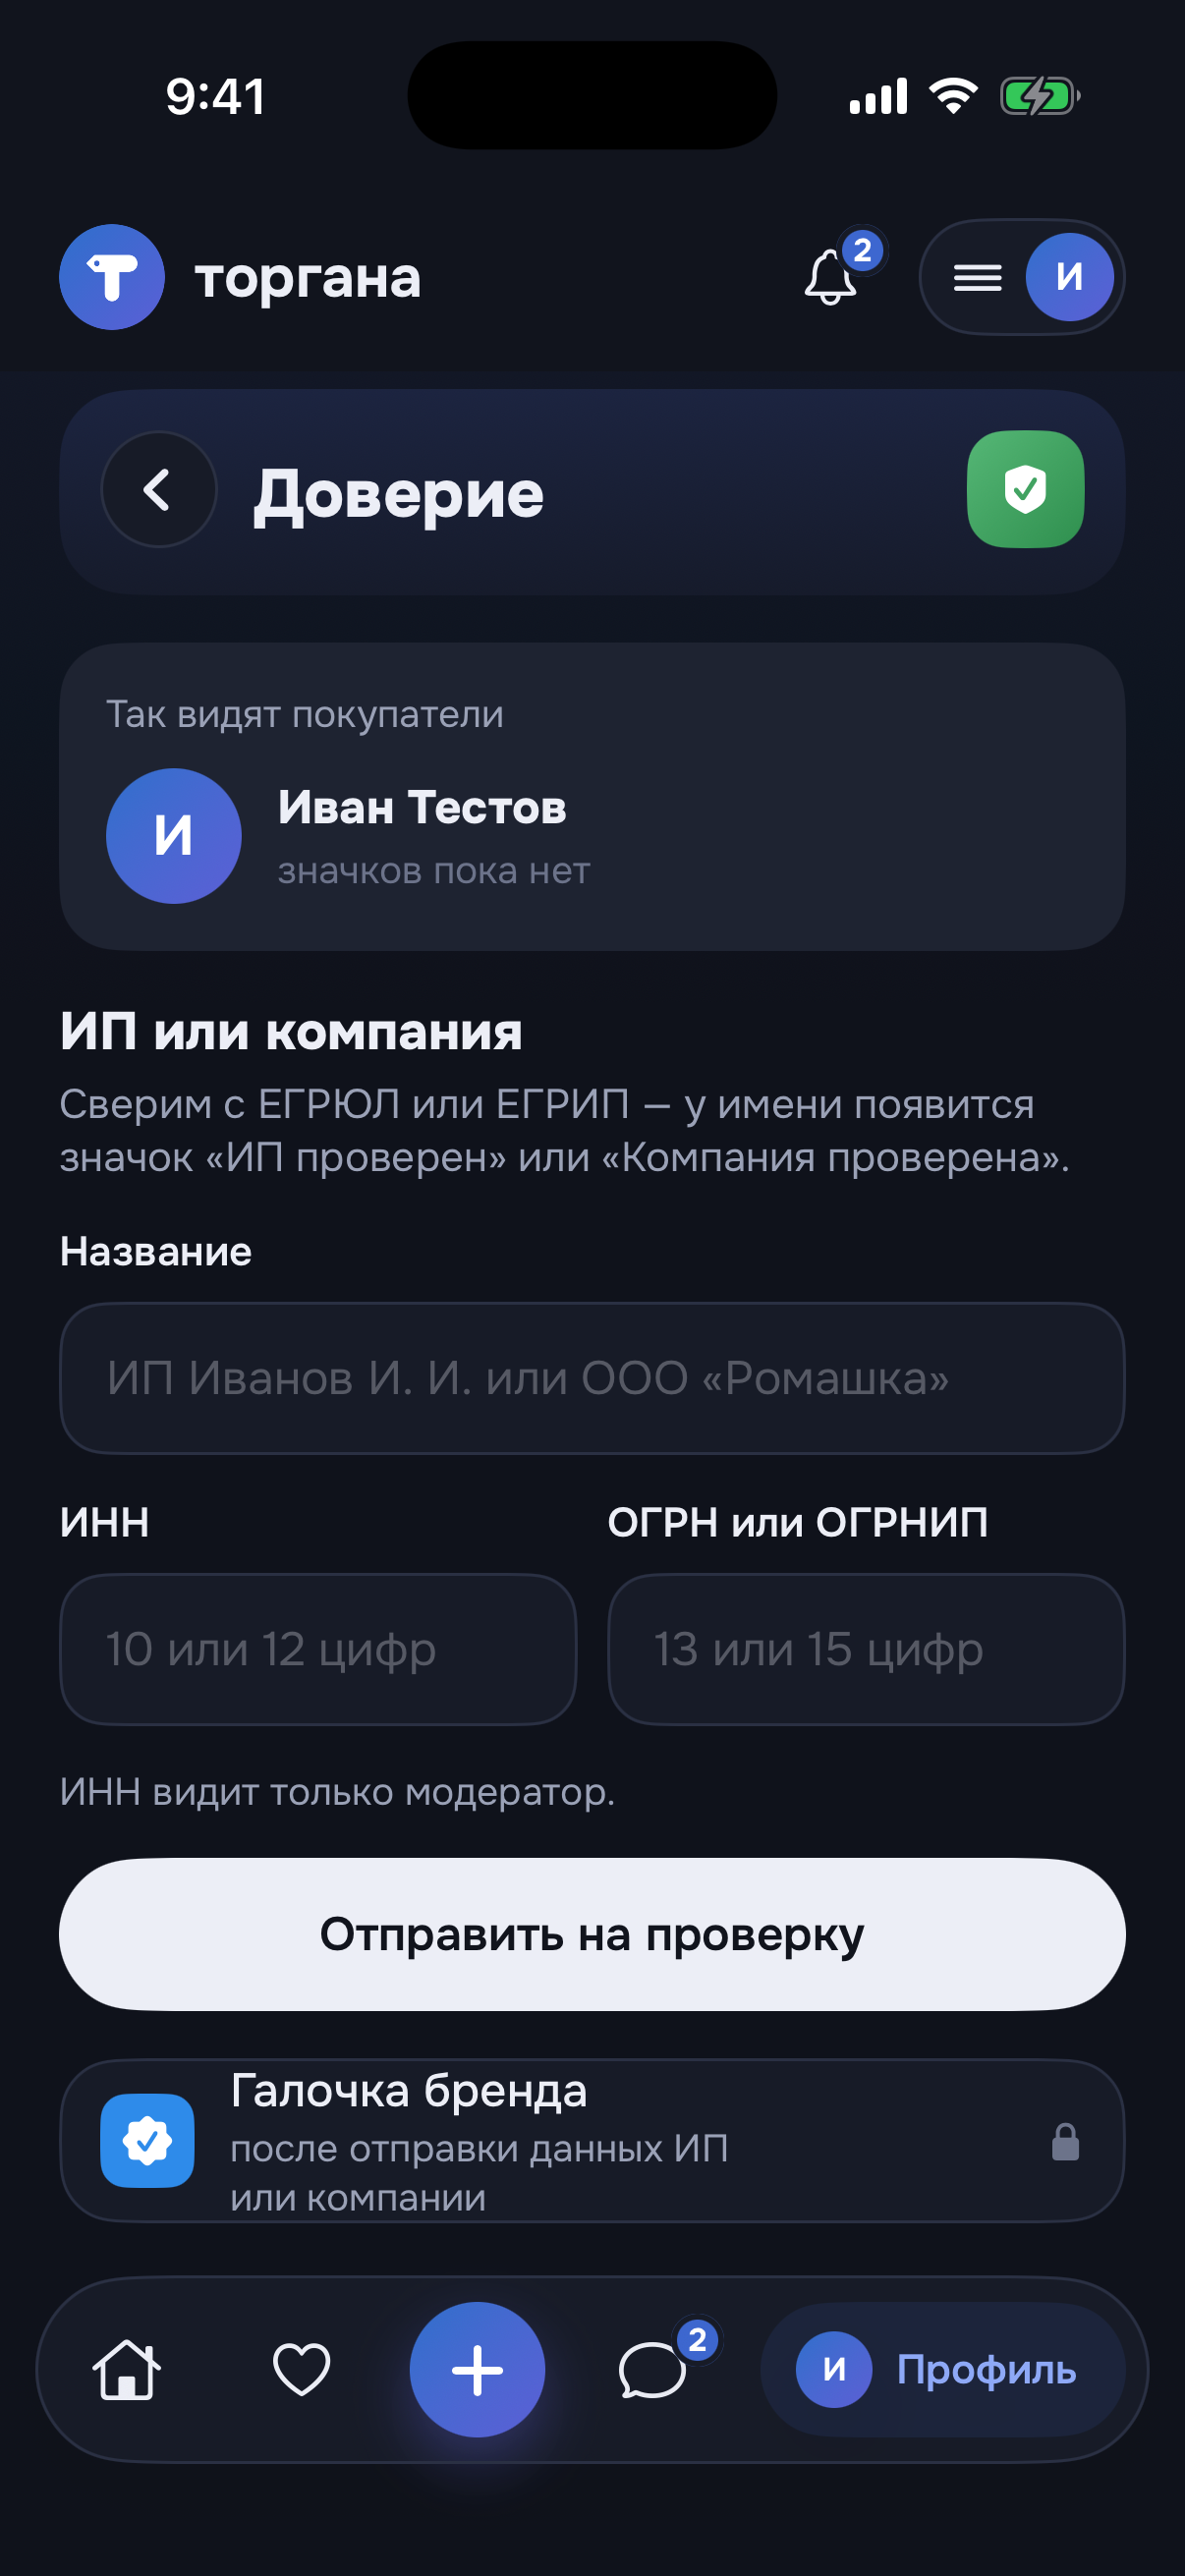 9:41
торгана
2
И
Доверие
Так видят покупатели
И
Иван Тестов
значков пока нет
ИП или компания
Сверим с ЕГРЮЛ или ЕГРИП — у имени появится
значок «ИП проверен» или «Компания проверена».
Название
ИП Иванов И. И. или ООО «Ромашка»
ИНН
ОГРН или ОГРНИП
10 или 12 цифр
13 или 15 цифр
ИНН видит только модератор.
Отправить на проверку
Галочка бренда
после отправки данных ИП
или компании
2
И
Профиль